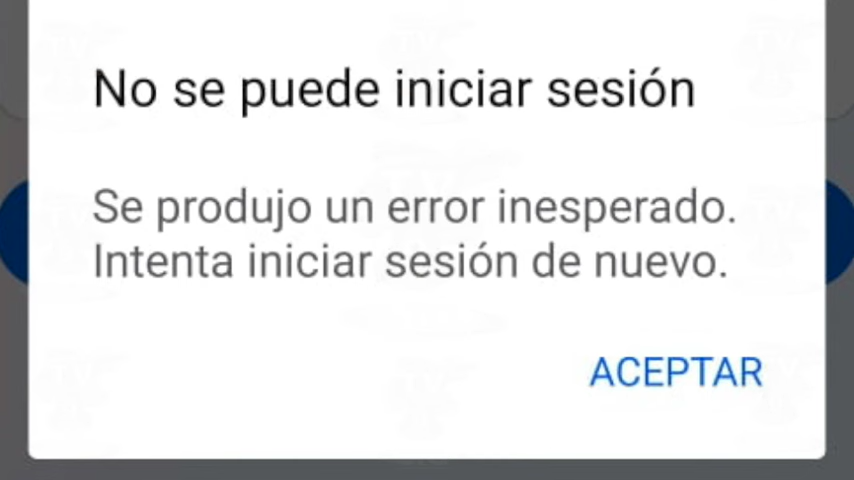 No se puede iniciar sesión
Se produjo un error inesperado.
Intenta iniciar sesión de nuevo.
ACEPTAR